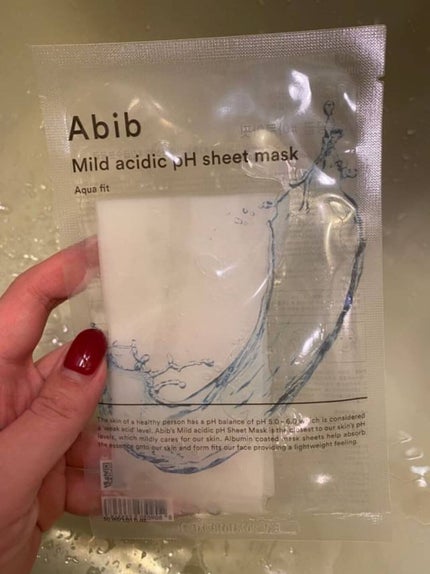 Abib
Mild acidic pH sheet mask
Aqua fit
The skin of a healthy person has a pH balance of pH 5.0 - 6.0 which is considered
a 'weak acid' level. Abib's Mild acidic pH Sheet Mask is the closest to our skin's pH
levels, which mildly cares for our skin. Albumin coated mask sheets help absorb
the essence onto our skin and form fits our face providing a lightweight feeling.